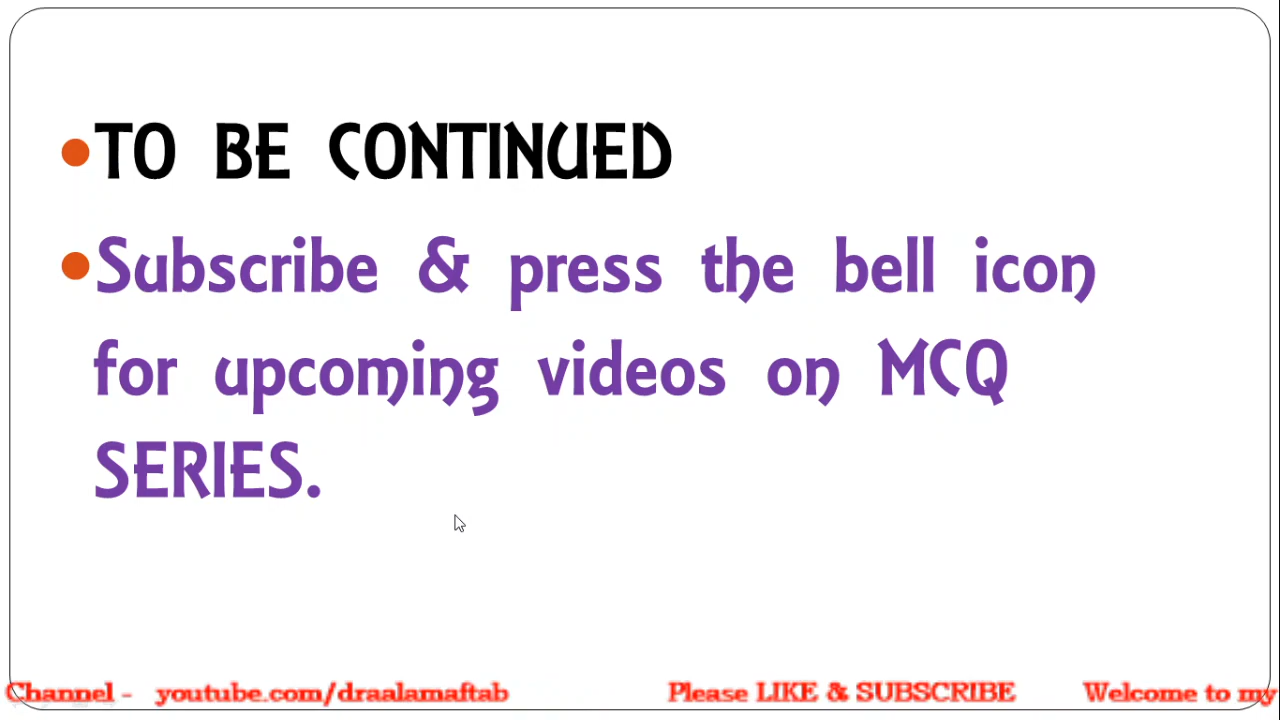 TO BE CONTINUED
Subscribe & press the bell icon
for upcoming videos on MCQ
SERIES.
Channel - youtube.com/draalamaftab Please LIKE & SUBSCRIBE Welcome to my